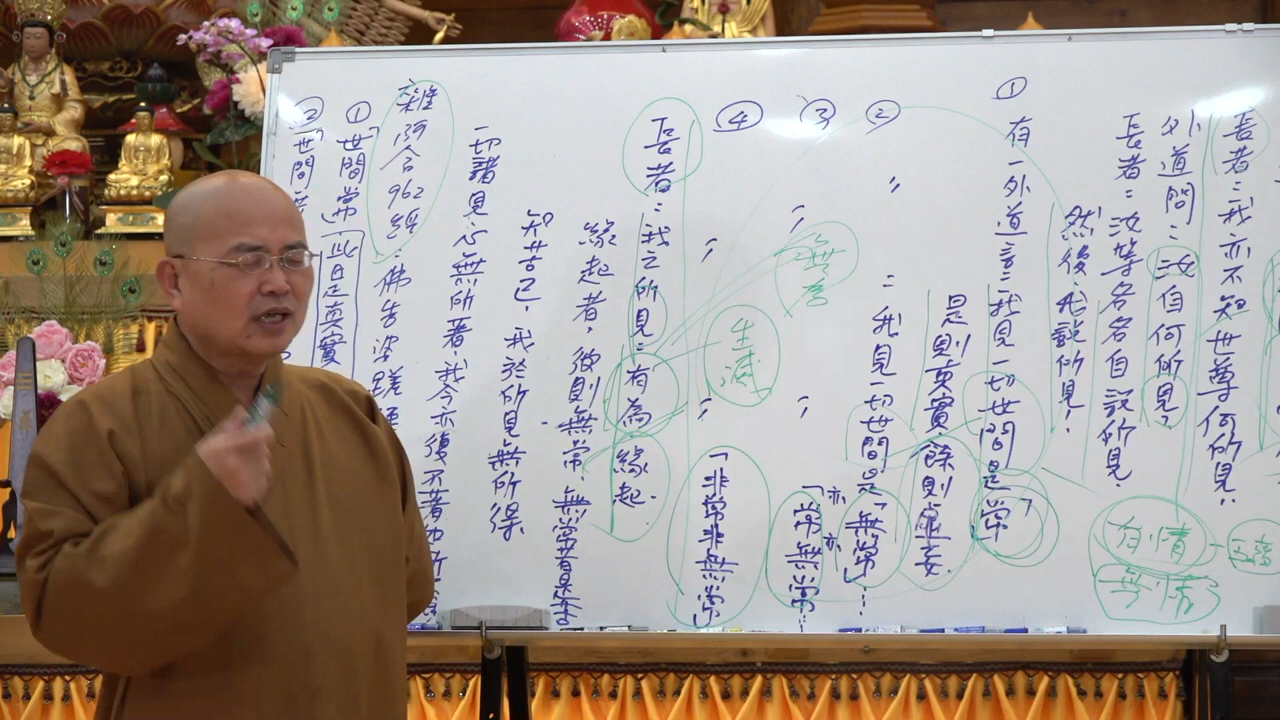 長者：我亦不知世尊何所見．
外道問：汝自何所見？
長者：汝等各各自說所見，
然後，我說所見！
① 有一外道言：我見一切世間是「常」
是則真實，餘則虛妄．
② 〃：我見一切世間是「無常」…
③ 〃 〃 「亦常亦無常」…
④ 〃 〃 「非常非無常」
長者：我之所見：有為 緣起．
緣起者，彼則無常，無常者是苦
知苦已，我於所見無所得
一切諸見，心無所著，我今亦復不著
雜阿含962經：佛告婆蹉
① 「世間常」，此是真實
② 「世間
無記
生滅
有情
無情